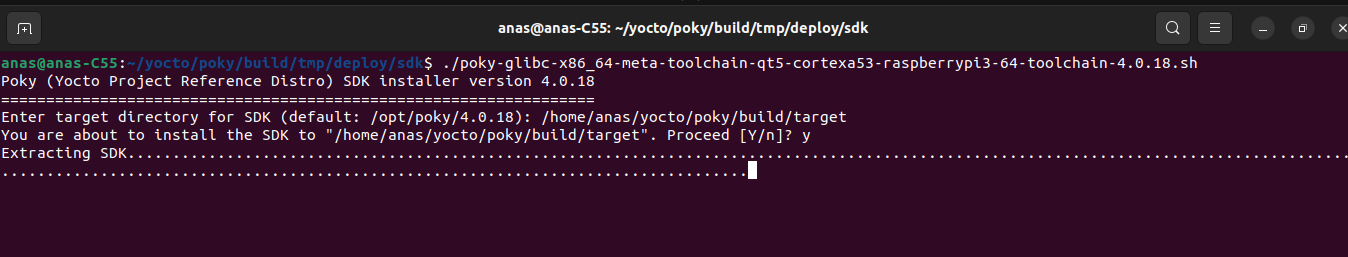 anas@anas-C55: ~/yocto/poky/build/tmp/deploy/sdk
anas@anas-C55:~/yocto/poky/build/tmp/deploy/sdk$ ./poky-glibc-x86_64-meta-toolchain-qt5-cortexa53-raspberrypi3-64-toolchain-4.0.18.sh
Poky (Yocto Project Reference Distro) SDK installer version 4.0.18
==================================================================
Enter target directory for SDK (default: /opt/poky/4.0.18): /home/anas/yocto/poky/build/target
You are about to install the SDK to "/home/anas/yocto/poky/build/target". Proceed [Y/n]? y
Extracting SDK.......................................................................................................................................
...................................................................................